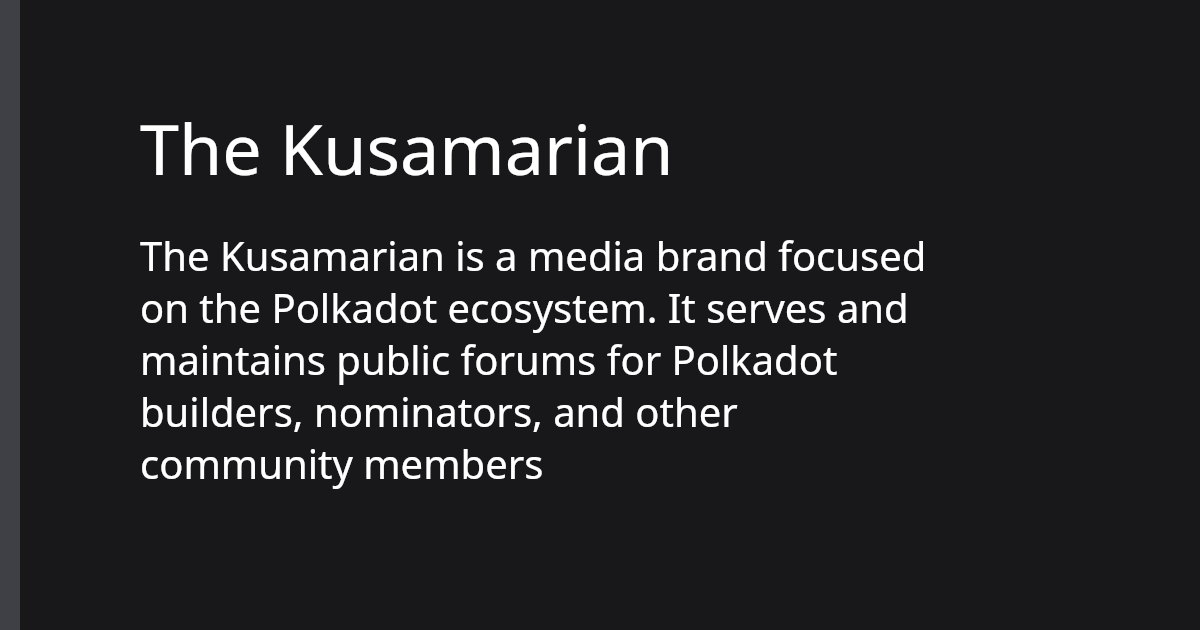 The Kusamarian
The Kusamarian is a media brand focused
on the Polkadot ecosystem. It serves and
maintains public forums for Polkadot
builders, nominators, and other
community members